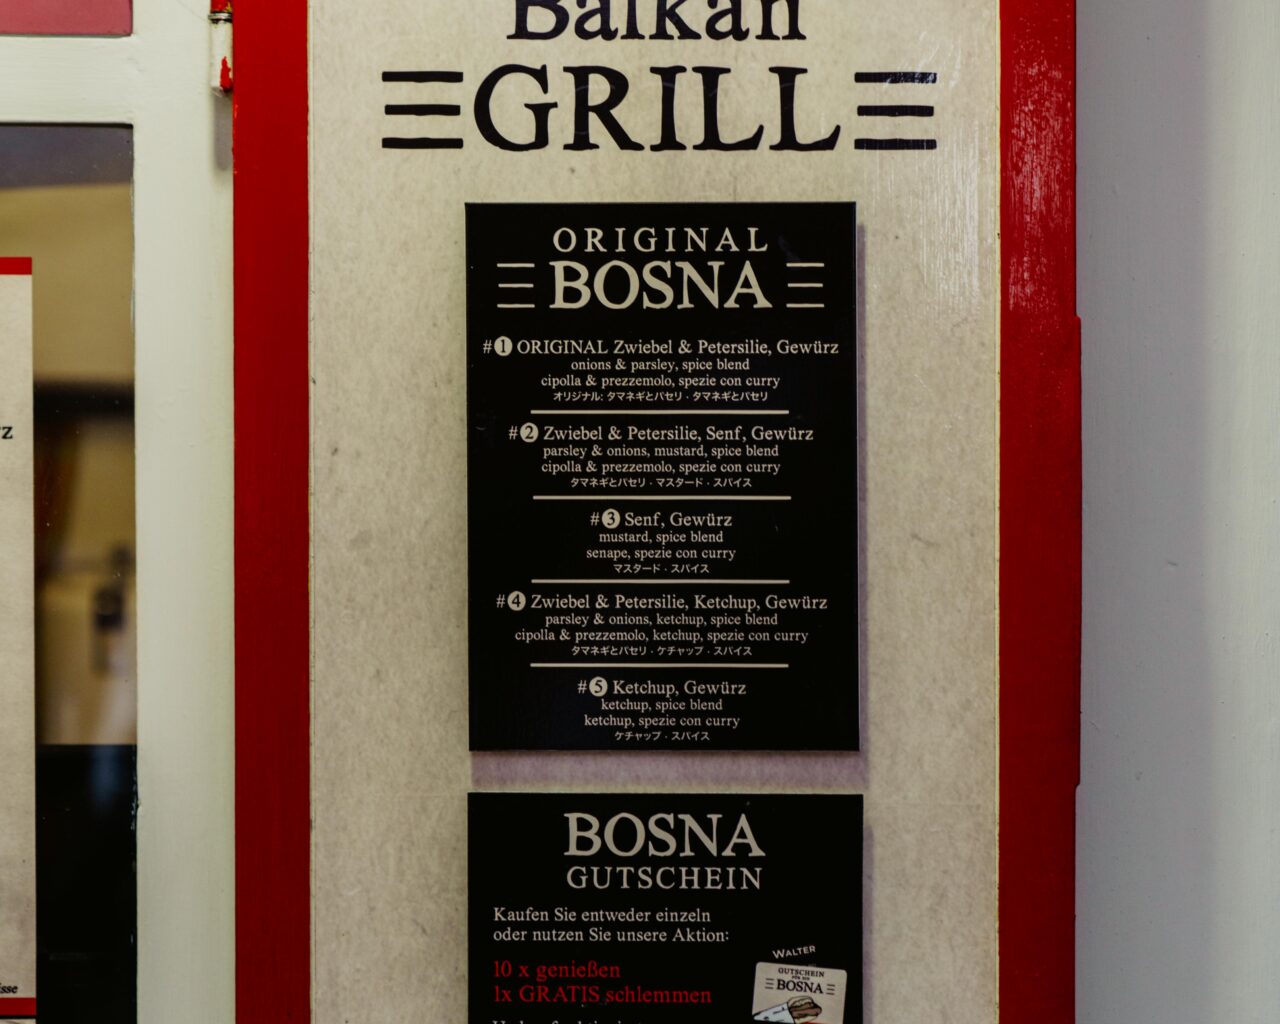 Balkan
GRILL
ORIGINAL
BOSNA
#1 ORIGINAL Zwiebel & Petersilie, Gewürz
onions & parsley, spice blend
cipolla & prezzemolo, spezie con curry
オリジナル: タマネギとパセリ · タマネギとパセリ
#2 Zwiebel & Petersilie, Senf, Gewürz
parsley & onions, mustard, spice blend
cipolla & prezzemolo, spezie con curry
タマネギとパセリ · マスタード · スパイス
#3 Senf, Gewürz
mustard, spice blend
senape, spezie con curry
マスタード · スパイス
#4 Zwiebel & Petersilie, Ketchup, Gewürz
parsley & onions, ketchup, spice blend
cipolla & prezzemolo, ketchup, spezie con curry
タマネギとパセリ · ケチャップ · スパイス
#5 Ketchup, Gewürz
ketchup, spice blend
ketchup, spezie con curry
ケチャップ · スパイス
BOSNA
GUTSCHEIN
Kaufen Sie entweder einzeln
oder nutzen Sie unsere Aktion:
10 x genießen
1x GRATIS schlemmen
WALTER
GUTSCHEIN
FÜR EIN
BOSNA